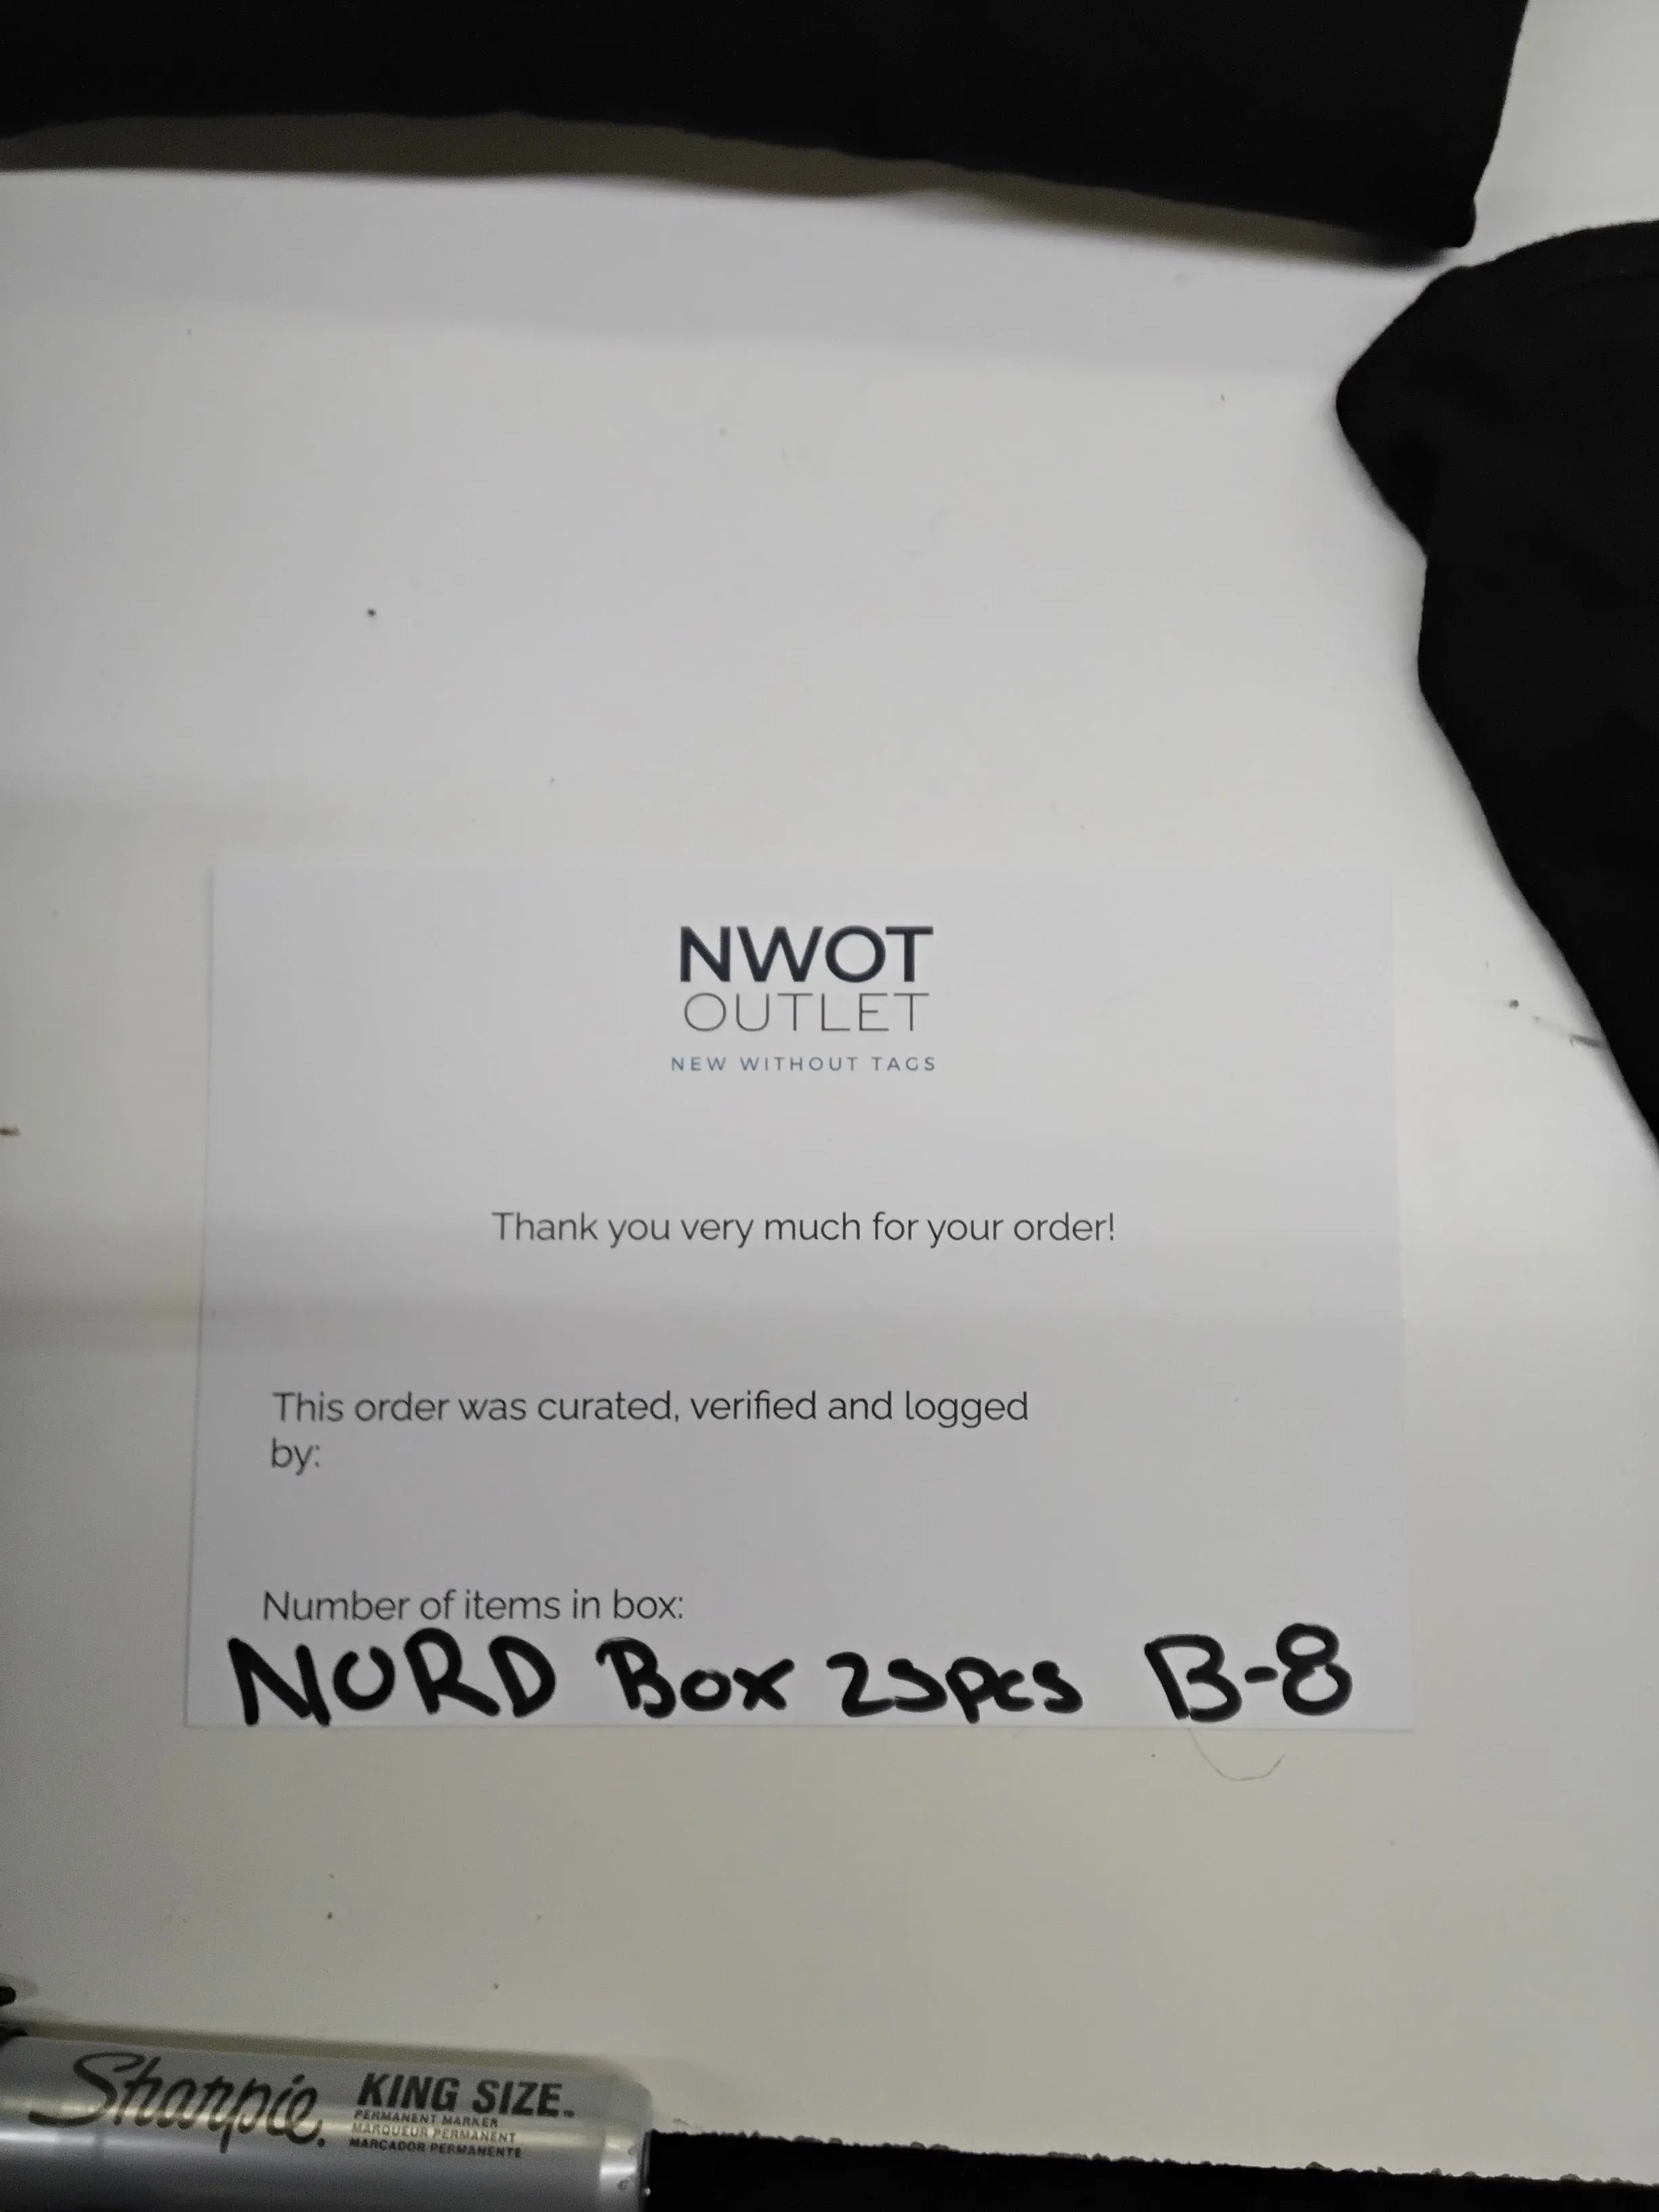 NWOT
OUTLET
NEW WITHOUT TAGS
Thank you very much for your order!
This order was curated, verified and logged
by:
Number of items in box:
NORD Box 25pcs B-8
Sharpie.
KING SIZE™
PERMANENT MARKER
MARQUEUR PERMANENT
MARCADOR PERMANENTE